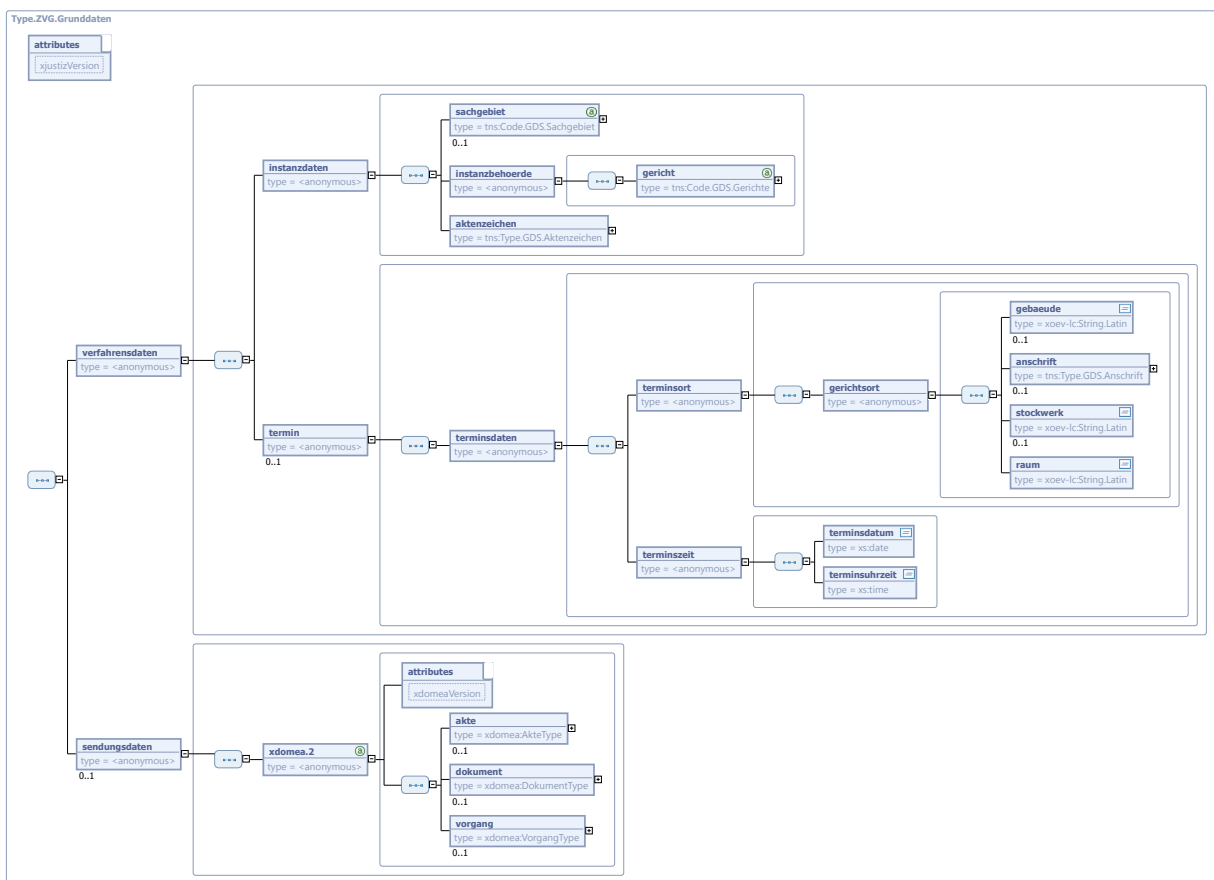 Type.ZVG.Grunddaten
attributes
xjustizVersion
sachgebiet
type = tns:Code.GDS.Sachgebiet
0..1
instanzdaten
type = <anonymous>
instanzbehoerde
type = <anonymous>
gericht
type = tns:Code.GDS.Gerichte
aktenzeichen
type = tns:Type.GDS.Aktenzeichen
verfahrensdaten
type = <anonymous>
termin
type = <anonymous>
0..1
terminsdaten
type = <anonymous>
terminsort
type = <anonymous>
gerichtsort
type = <anonymous>
gebaeude
type = xoev-lc:String.Latin
0..1
anschrift
type = tns:Type.GDS.Anschrift
0..1
stockwerk
type = xoev-lc:String.Latin
0..1
raum
type = xoev-lc:String.Latin
terminszeit
type = <anonymous>
terminsdatum
type = xs:date
terminsuhrzeit
type = xs:time
sendungsdaten
type = <anonymous>
0..1
xdomea.2
type = <anonymous>
attributes
xdomeaVersion
akte
type = xdomea:AkteType
0..1
dokument
type = xdomea:DokumentType
0..1
vorgang
type = xdomea:VorgangType
0..1